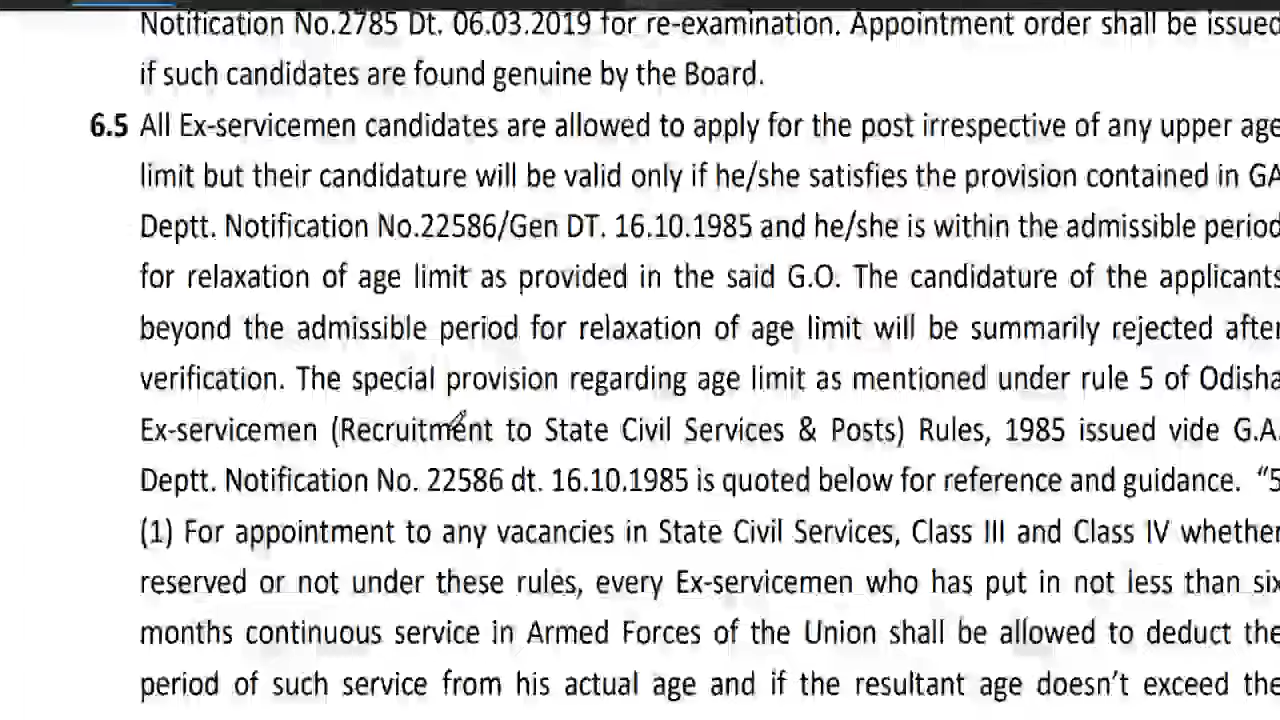 Notification No.2785 Dt. 06.03.2019 for re-examination. Appointment order shall be issued
if such candidates are found genuine by the Board.
6.5 All Ex-servicemen candidates are allowed to apply for the post irrespective of any upper age
limit but their candidature will be valid only if he/she satisfies the provision contained in GA
Deptt. Notification No.22586/Gen DT. 16.10.1985 and he/she is within the admissible period
for relaxation of age limit as provided in the said G.O. The candidature of the applicants
beyond the admissible period for relaxation of age limit will be summarily rejected after
verification. The special provision regarding age limit as mentioned under rule 5 of Odisha
Ex-servicemen (Recruitment to State Civil Services & Posts) Rules, 1985 issued vide G.A.
Deptt. Notification No. 22586 dt. 16.10.1985 is quoted below for reference and guidance. “5
(1) For appointment to any vacancies in State Civil Services, Class III and Class IV whether
reserved or not under these rules, every Ex-servicemen who has put in not less than six
months continuous service in Armed Forces of the Union shall be allowed to deduct the
period of such service from his actual age and if the resultant age doesn’t exceed the